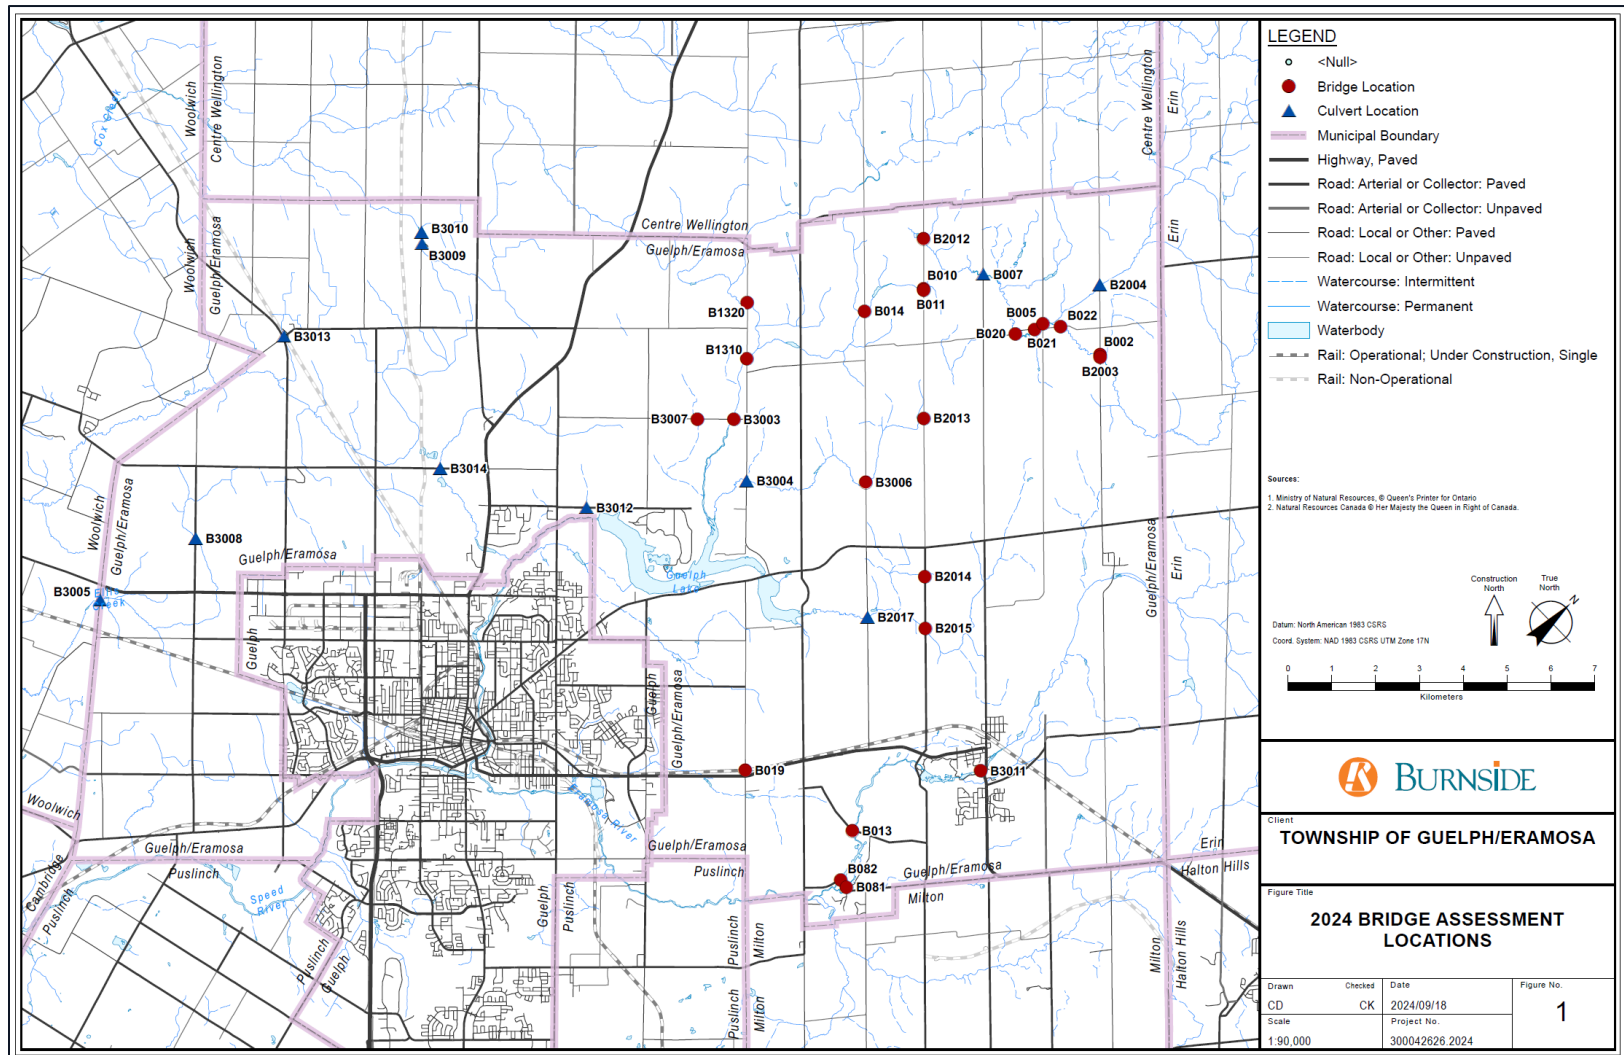 Cox Creek
Woolwich
Centre Wellington
Woolwich
Guelph/Eramosa
Centre Wellington
Erin
Centre Wellington
Guelph/Eramosa
Erin
B3010
B3009
B2012
B007
B010
B011
B2004
B1320
B014
B005
B022
B020
B021
B002
B2003
B3013
B1310
B3007
B3003
B2013
B3014
B3004
B3006
B3012
Woolwich
Guelph/Eramosa
B3008
Guelph/Eramosa
Guelph/Eramosa
Erin
B3005
Creek
Guelph
Lake
B2014
B2017
B2015
Guelph
Guelph
Guelph/Eramosa
B019
B3011
Eramosa River
Woolwich
B013
Guelph/Eramosa
Puslinch
Guelph/Eramosa
Puslinch
B082
B081
Guelph/Eramosa
Milton
Erin
Halton Hills
Cambridge
Puslinch
Speed
River
Guelph
Puslinch
Puslinch
Guelph
Puslinch
Milton
Puslinch
Milton
Milton
Halton Hills
LEGEND
<Null>
Bridge Location
Culvert Location
Municipal Boundary
Highway, Paved
Road: Arterial or Collector: Paved
Road: Arterial or Collector: Unpaved
Road: Local or Other: Paved
Road: Local or Other: Unpaved
Watercourse: Intermittent
Watercourse: Permanent
Waterbody
Rail: Operational; Under Construction, Single
Rail: Non-Operational
Sources:
1. Ministry of Natural Resources, © Queen's Printer for Ontario
2. Natural Resources Canada © Her Majesty the Queen in Right of Canada.
Construction
North
True
North
N
Datum: North American 1983 CSRS
Coord. System: NAD 1983 CSRS UTM Zone 17N
0 1 2 3 4 5 6 7
Kilometers
BURNSIDE
Client
TOWNSHIP OF GUELPH/ERAMOSA
Figure Title
2024 BRIDGE ASSESSMENT
LOCATIONS
Drawn Checked Date Figure No.
CD CK 2024/09/18 1
Scale Project No.
1:90,000 300042626.2024